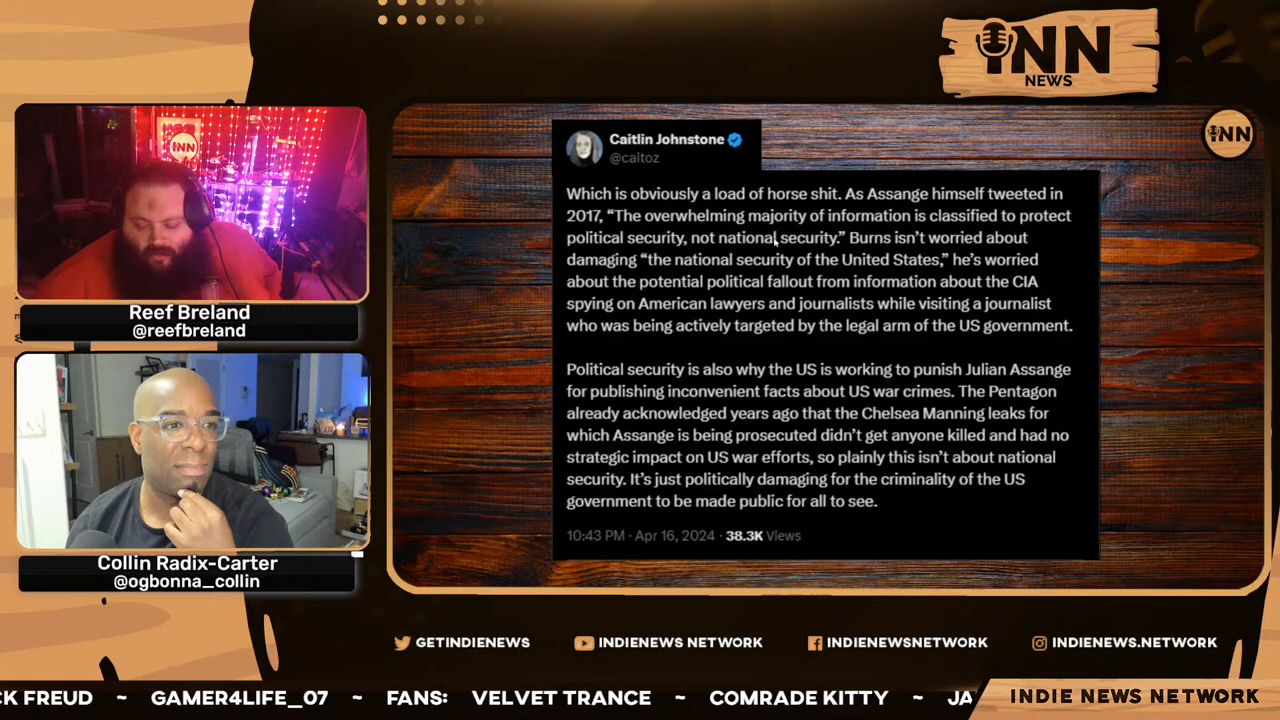 INN
NEWS
INN
INN
Reef Breland
@reefbreland
Collin Radix-Carter
@ogbonna_collin
Caitlin Johnstone
@caitoz
Which is obviously a load of horse shit. As Assange himself tweeted in
2017, “The overwhelming majority of information is classified to protect
political security, not national security.” Burns isn’t worried about
damaging “the national security of the United States,” he’s worried
about the potential political fallout from information about the CIA
spying on American lawyers and journalists while visiting a journalist
who was being actively targeted by the legal arm of the US government.
Political security is also why the US is working to punish Julian Assange
for publishing inconvenient facts about US war crimes. The Pentagon
already acknowledged years ago that the Chelsea Manning leaks for
which Assange is being prosecuted didn’t get anyone killed and had no
strategic impact on US war efforts, so plainly this isn’t about national
security. It’s just politically damaging for the criminality of the US
government to be made public for all to see.
10:43 PM · Apr 16, 2024 · 38.3K Views
GETINDIENEWS INDIENEWS NETWORK INDIENEWSNETWORK INDIENEWS.NETWORK
CK FREUD ~ GAMER4LIFE_07 ~ FANS: VELVET TRANCE ~ COMRADE KITTY ~ JA
INDIE NEWS NETWORK